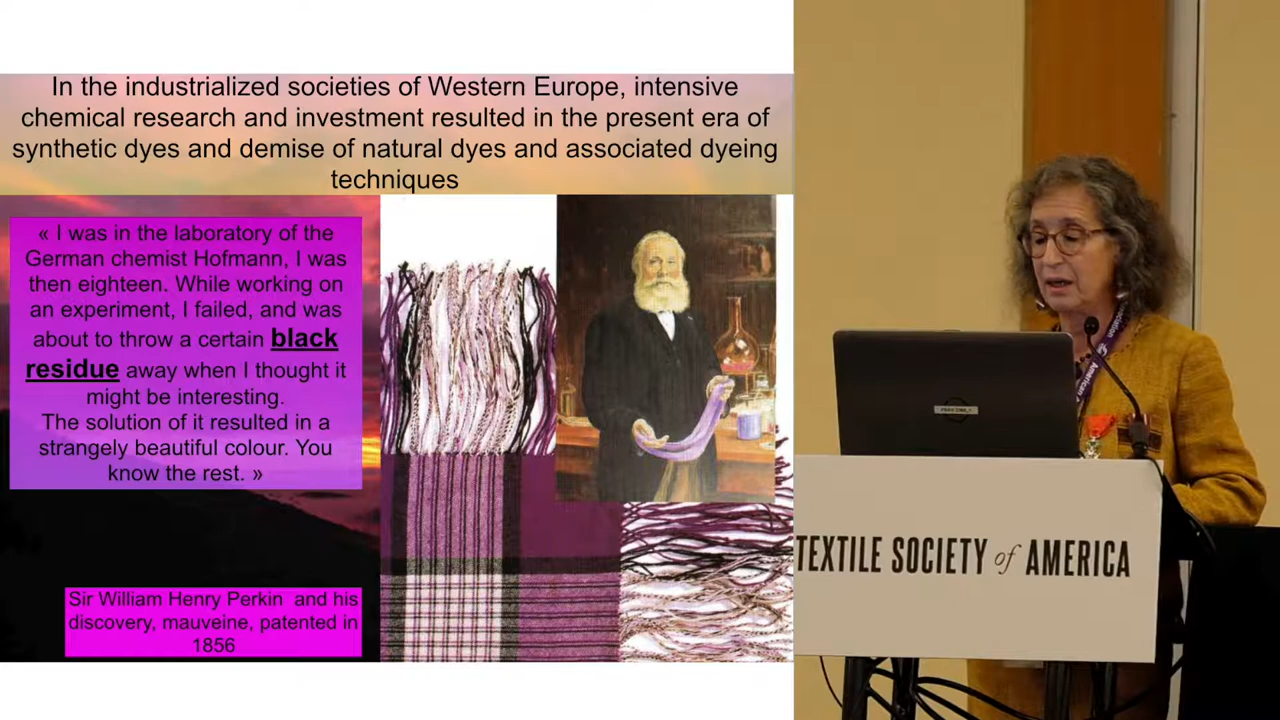 In the industrialized societies of Western Europe, intensive
chemical research and investment resulted in the present era of
synthetic dyes and demise of natural dyes and associated dyeing
techniques
« I was in the laboratory of the
German chemist Hofmann, I was
then eighteen. While working on
an experiment, I failed, and was
about to throw a certain black
residue away when I thought it
might be interesting.
The solution of it resulted in a
strangely beautiful colour. You
know the rest. »
Sir William Henry Perkin and his
discovery, mauveine, patented in
1856
American
TEXTILE SOCIETY of AMERICA